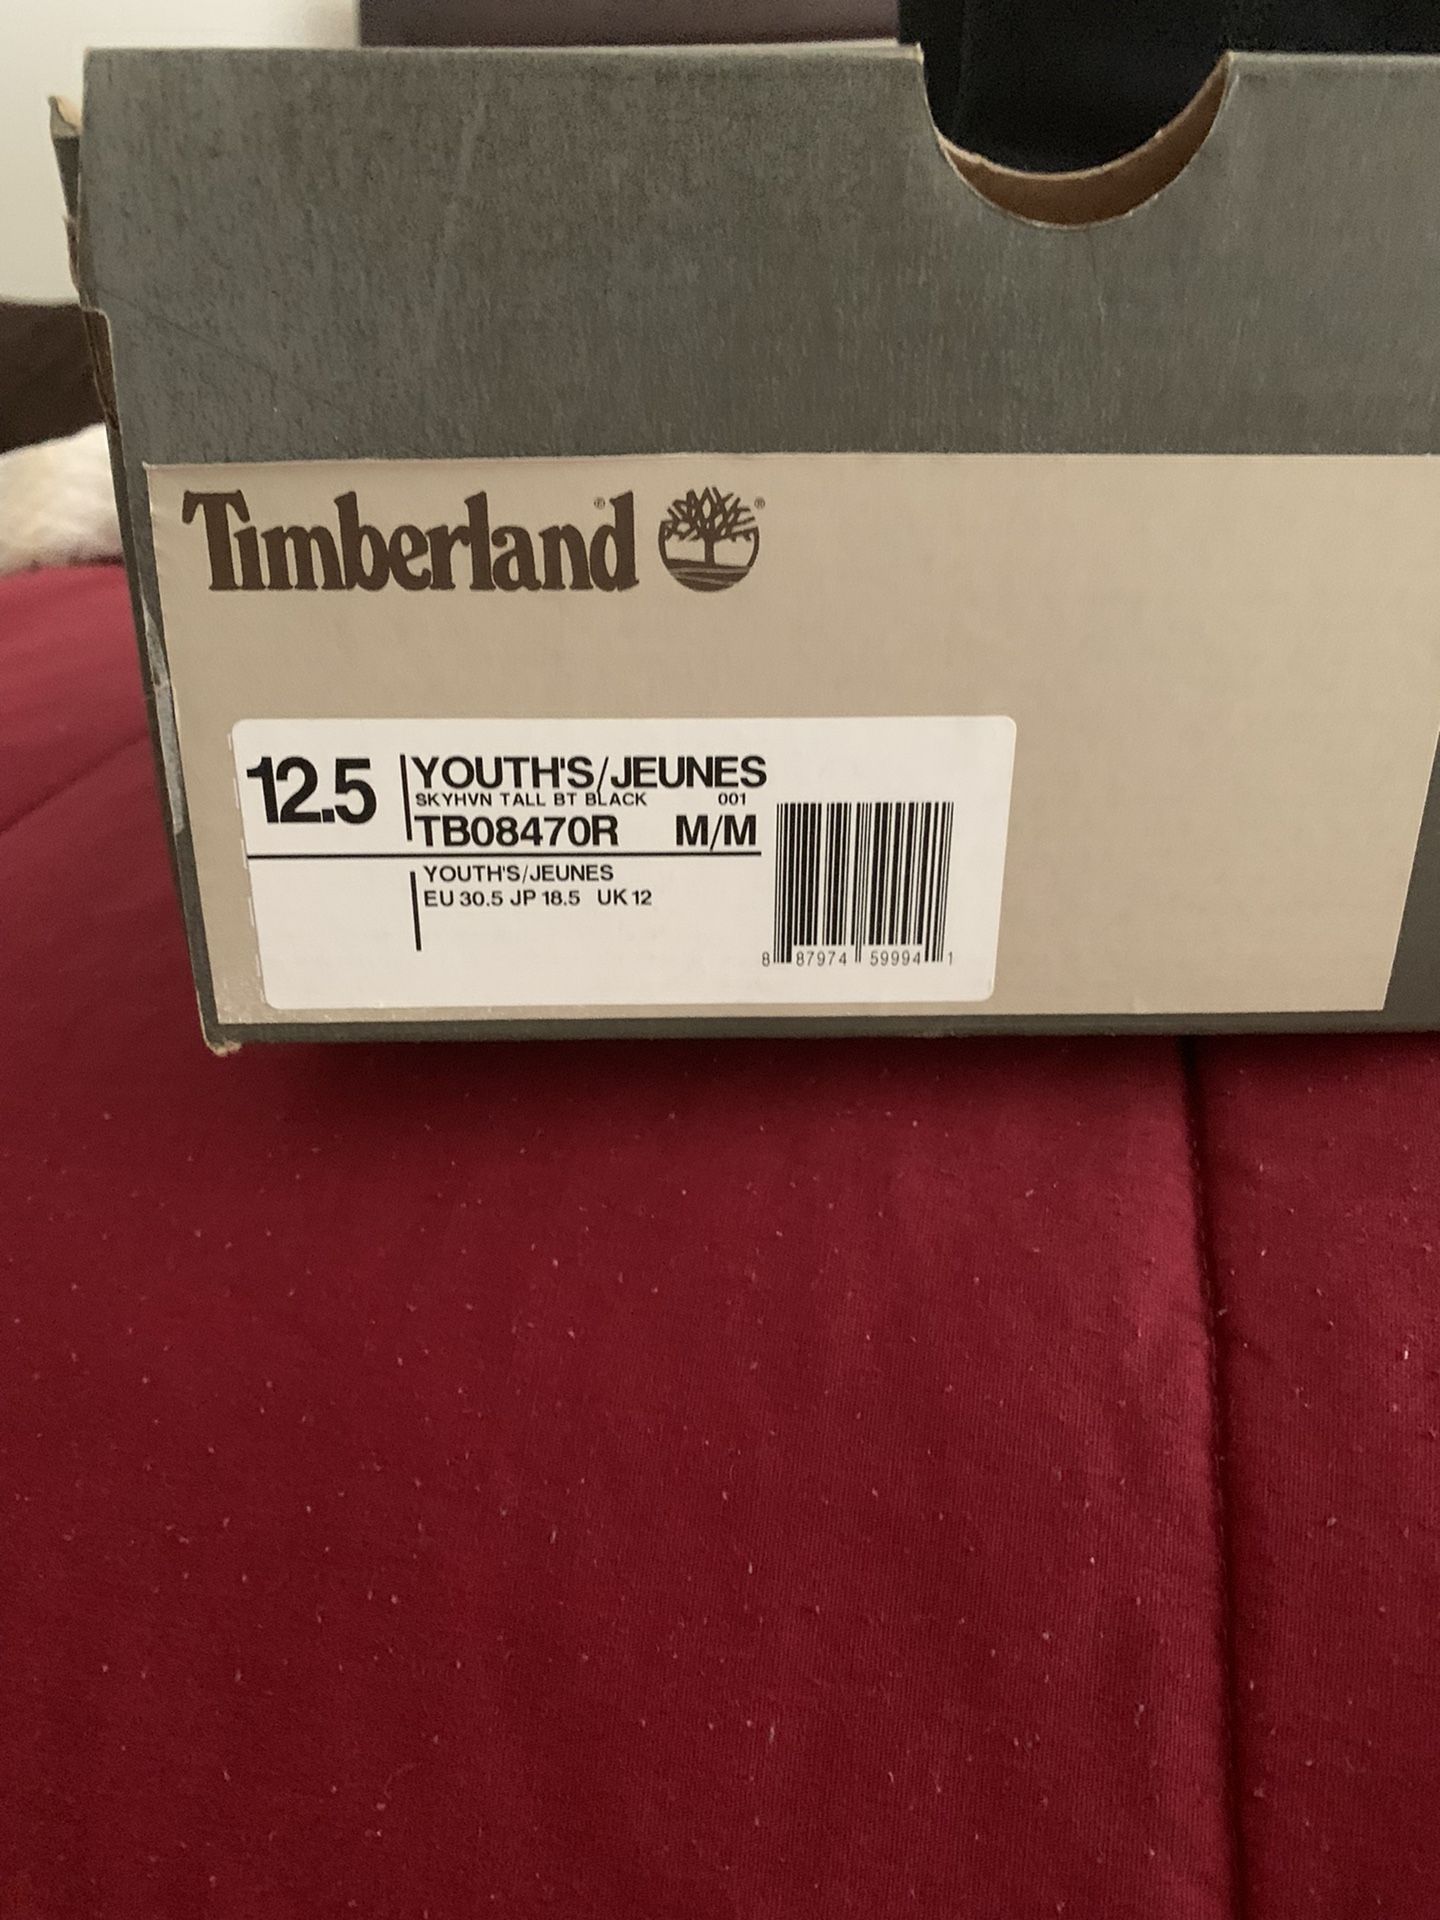 Timberland® ®
12.5 YOUTH'S/JEUNES
SKYHVN TALL BT BLACK 001
TB08470R M/M
YOUTH'S/JEUNES
EU 30.5 JP 18.5 UK 12
8 87974 59994 1